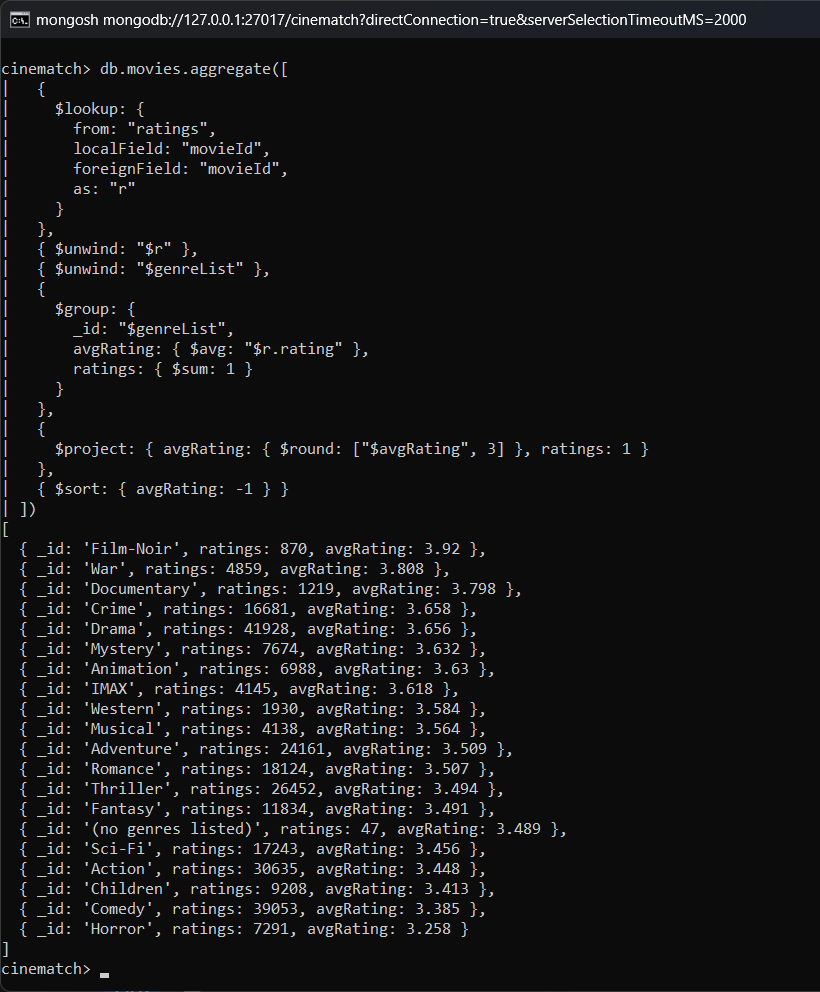 mongosh mongodb://127.0.0.1:27017/cinematch?directConnection=true&serverSelectionTimeoutMS=2000
cinematch> db.movies.aggregate([
|   {
|     $lookup: {
|       from: "ratings",
|       localField: "movieId",
|       foreignField: "movieId",
|       as: "r"
|     }
|   },
|   { $unwind: "$r" },
|   { $unwind: "$genreList" },
|   {
|     $group: {
|       _id: "$genreList",
|       avgRating: { $avg: "$r.rating" },
|       ratings: { $sum: 1 }
|     }
|   },
|   {
|     $project: { avgRating: { $round: ["$avgRating", 3] }, ratings: 1 }
|   },
|   { $sort: { avgRating: -1 } }
| ])
[
  { _id: 'Film-Noir', ratings: 870, avgRating: 3.92 },
  { _id: 'War', ratings: 4859, avgRating: 3.808 },
  { _id: 'Documentary', ratings: 1219, avgRating: 3.798 },
  { _id: 'Crime', ratings: 16681, avgRating: 3.658 },
  { _id: 'Drama', ratings: 41928, avgRating: 3.656 },
  { _id: 'Mystery', ratings: 7674, avgRating: 3.632 },
  { _id: 'Animation', ratings: 6988, avgRating: 3.63 },
  { _id: 'IMAX', ratings: 4145, avgRating: 3.618 },
  { _id: 'Western', ratings: 1930, avgRating: 3.584 },
  { _id: 'Musical', ratings: 4138, avgRating: 3.564 },
  { _id: 'Adventure', ratings: 24161, avgRating: 3.509 },
  { _id: 'Romance', ratings: 18124, avgRating: 3.507 },
  { _id: 'Thriller', ratings: 26452, avgRating: 3.494 },
  { _id: 'Fantasy', ratings: 11834, avgRating: 3.491 },
  { _id: '(no genres listed)', ratings: 47, avgRating: 3.489 },
  { _id: 'Sci-Fi', ratings: 17243, avgRating: 3.456 },
  { _id: 'Action', ratings: 30635, avgRating: 3.448 },
  { _id: 'Children', ratings: 9208, avgRating: 3.413 },
  { _id: 'Comedy', ratings: 39053, avgRating: 3.385 },
  { _id: 'Horror', ratings: 7291, avgRating: 3.258 }
]
cinematch> _